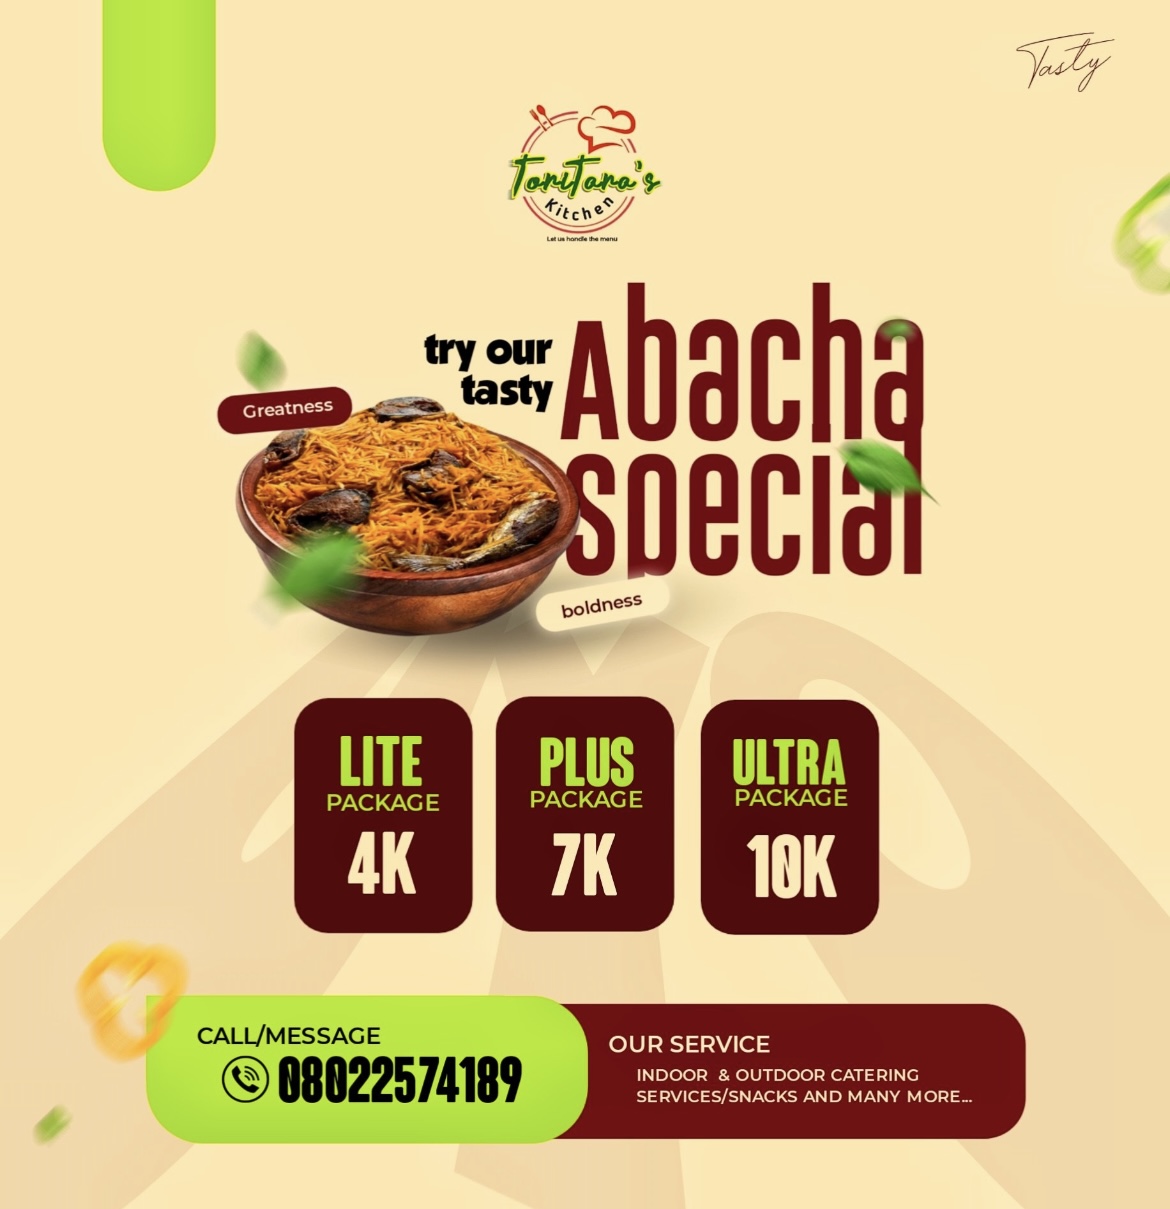 Tasty
ToriTara's
Kitchen
Let us handle the menu
try our
tasty
Abacha
special
Greatness
boldness
LITE
PACKAGE
4K
PLUS
PACKAGE
7K
ULTRA
PACKAGE
10K
CALL/MESSAGE
08022574189
OUR SERVICE
INDOOR & OUTDOOR CATERING
SERVICES/SNACKS AND MANY MORE...